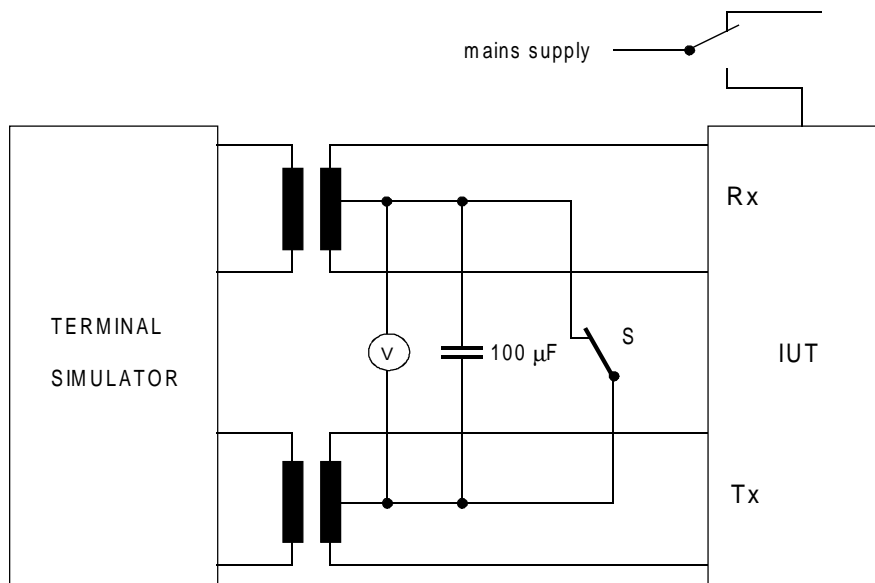 mains supply
Rx
TERMINAL
SIMULATOR
V
100 μF
S
IUT
Tx